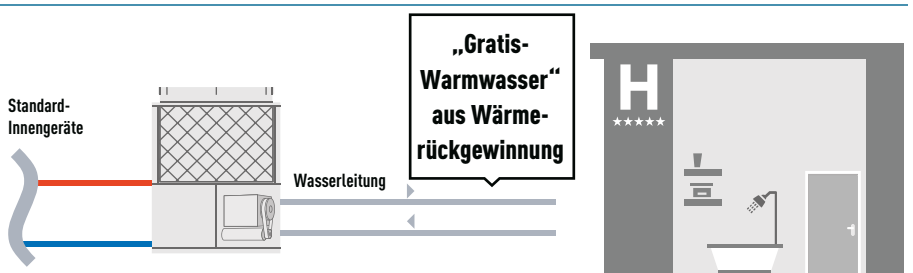 „Gratis-
Warmwasser“
aus Wärme-
rückgewinnung
Standard-
Innengeräte
Wasserleitung
H
★★★★★